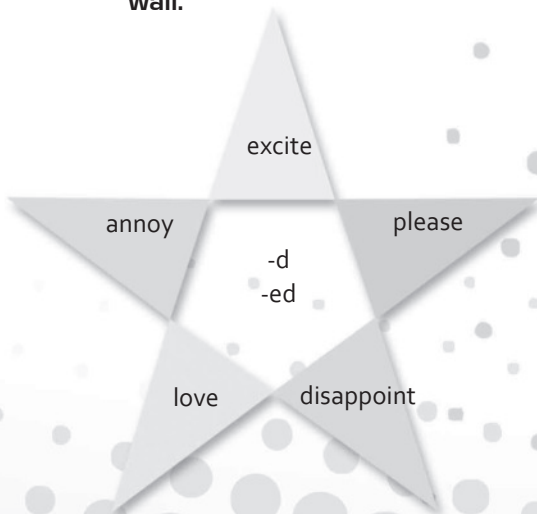 Wall.
excite
annoy
please
-d
-ed
love
disappoint